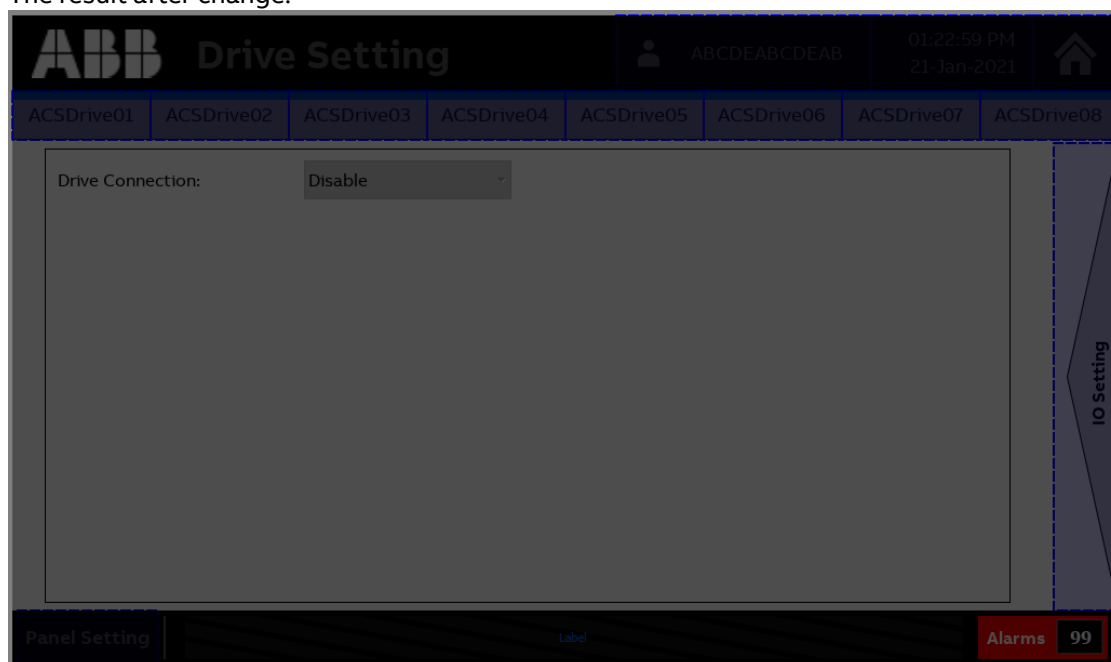 The result after change:
ABB Drive Setting ABCDEABCDEAB 01:22:59 PM
21-Jan-2021
ACSDrive01 ACSDrive02 ACSDrive03 ACSDrive04 ACSDrive05 ACSDrive06 ACSDrive07 ACSDrive08
Drive Connection: Disable
IO Setting
Panel Setting Label Alarms 99